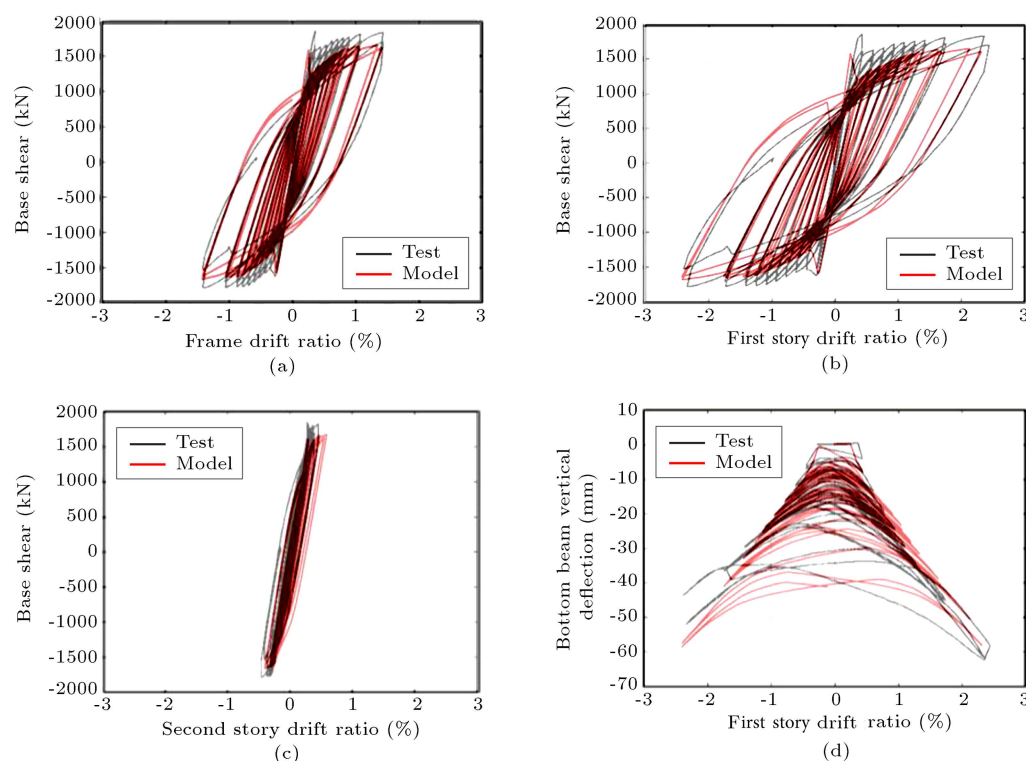 2000
1500
1000
500
0
-500
-1000
-1500
-2000
Base shear (kN)
Test
Model
-3 -2 -1 0 1 2 3
Frame drift ratio (%)
(a)
2000
1500
1000
500
0
-500
-1000
-1500
-2000
Base shear (kN)
Test
Model
-3 -2 -1 0 1 2 3
First story drift ratio (%)
(b)
2000
1500
1000
500
0
-500
-1000
-1500
-2000
Base shear (kN)
Test
Model
-3 -2 -1 0 1 2 3
Second story drift ratio (%)
(c)
10
0
-10
-20
-30
-40
-50
-60
-70
Bottom beam vertical
deflection (mm)
Test
Model
-3 -2 -1 0 1 2 3
First story drift ratio (%)
(d)